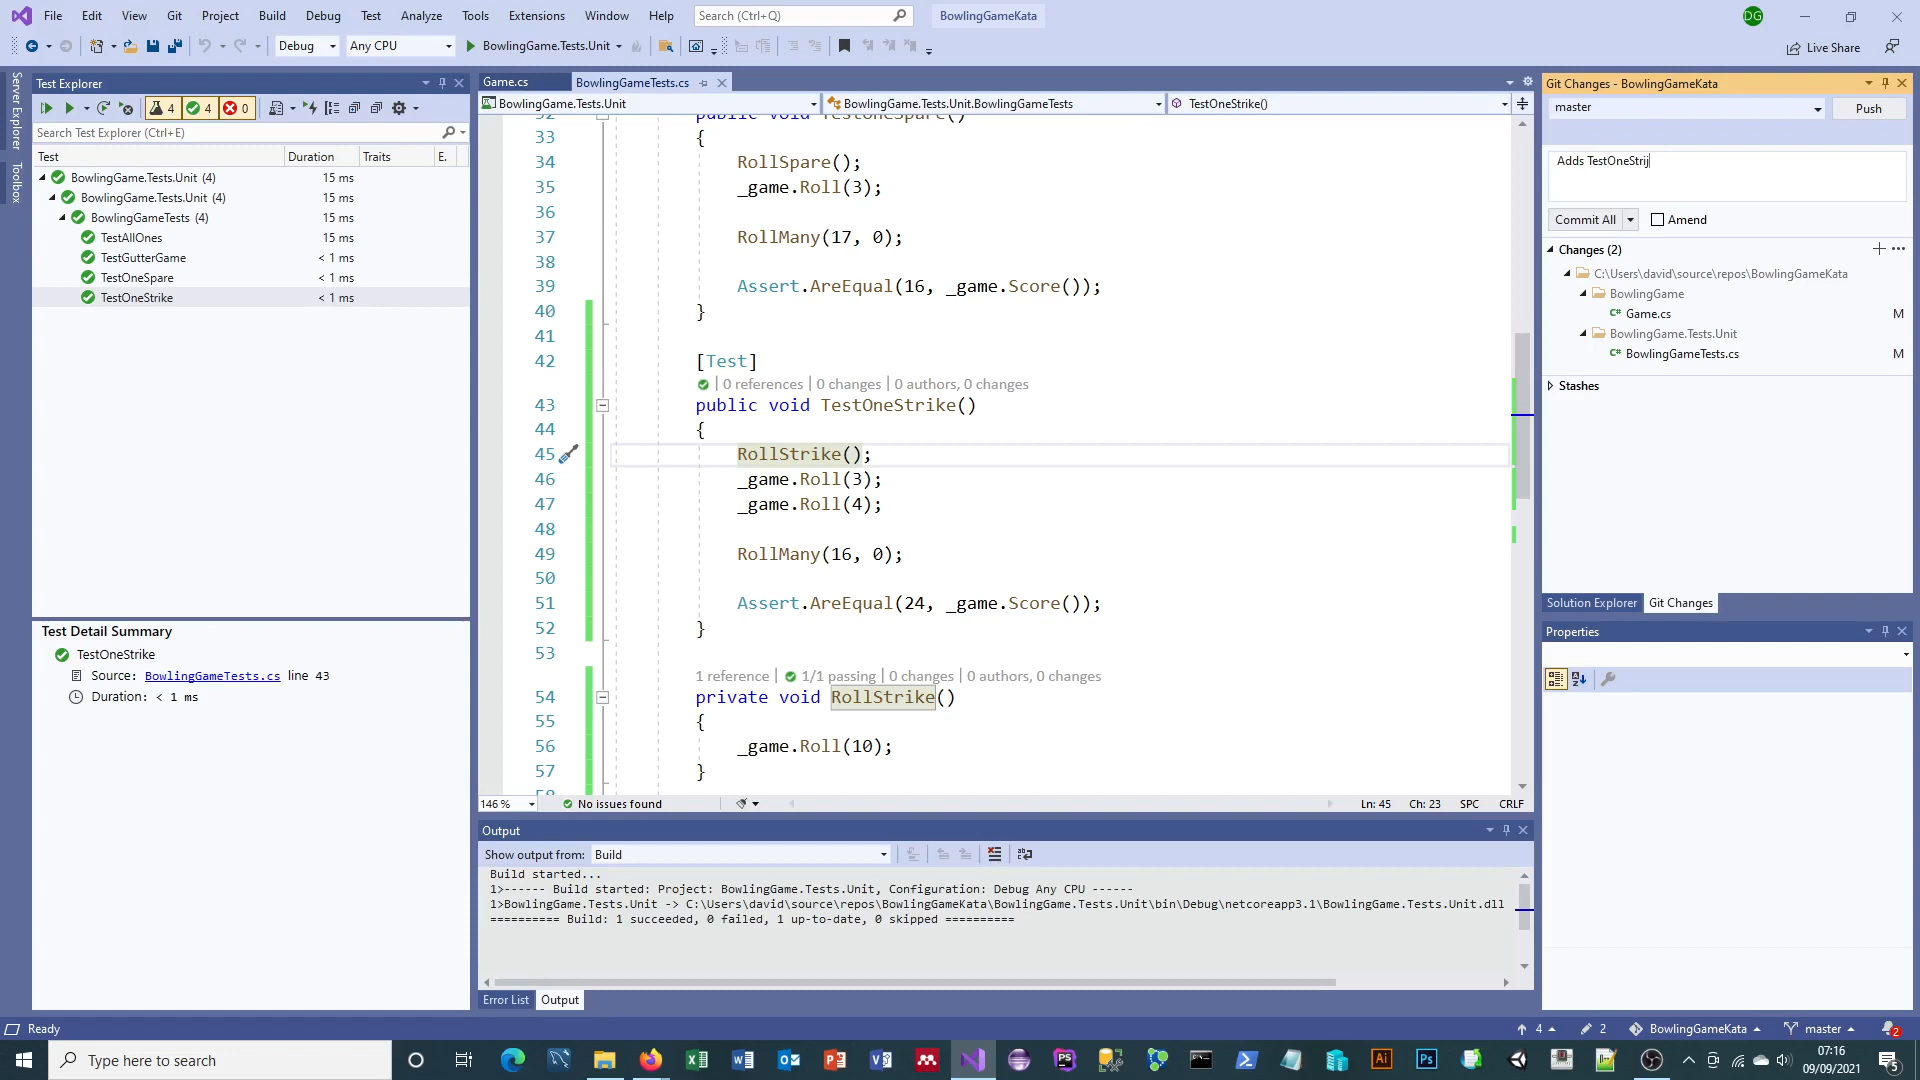 File Edit View Git Project Build Debug Test Analyze Tools Extensions Window Help Search (Ctrl+Q) BowlingGameKata DG
Debug Any CPU BowlingGame.Tests.Unit Live Share
Server Explorer
Toolbox
Test Explorer
4 4 0
Search Test Explorer (Ctrl+E)
Test Duration Traits E.
BowlingGame.Tests.Unit (4) 15 ms
BowlingGame.Tests.Unit (4) 15 ms
BowlingGameTests (4) 15 ms
TestAllOnes 15 ms
TestGutterGame < 1 ms
TestOneSpare < 1 ms
TestOneStrike < 1 ms
Test Detail Summary
TestOneStrike
Source: BowlingGameTests.cs line 43
Duration: < 1 ms
Game.cs BowlingGameTests.cs
BowlingGame.Tests.Unit BowlingGame.Tests.Unit.BowlingGameTests TestOneStrike()
32 public void TestOneSpare()
33 {
34 RollSpare();
35 _game.Roll(3);
36
37 RollMany(17, 0);
38
39 Assert.AreEqual(16, _game.Score());
40 }
41
42 [Test]
0 references | 0 changes | 0 authors, 0 changes
43 public void TestOneStrike()
44 {
45 RollStrike();
46 _game.Roll(3);
47 _game.Roll(4);
48
49 RollMany(16, 0);
50
51 Assert.AreEqual(24, _game.Score());
52 }
53
1 reference | 1/1 passing | 0 changes | 0 authors, 0 changes
54 private void RollStrike()
55 {
56 _game.Roll(10);
57 }
58
146 % No issues found Ln: 45 Ch: 23 SPC CRLF
Output
Show output from: Build
Build started...
1>------ Build started: Project: BowlingGame.Tests.Unit, Configuration: Debug Any CPU ------
1>BowlingGame.Tests.Unit -> C:\Users\david\source\repos\BowlingGameKata\BowlingGame.Tests.Unit\bin\Debug\netcoreapp3.1\BowlingGame.Tests.Unit.dll
========== Build: 1 succeeded, 0 failed, 1 up-to-date, 0 skipped ==========
Error List Output
Git Changes - BowlingGameKata
master Push
Adds TestOneStrij
Commit All Amend
Changes (2)
C:\Users\david\source\repos\BowlingGameKata
BowlingGame
C# Game.cs M
BowlingGame.Tests.Unit
C# BowlingGameTests.cs M
Stashes
Solution Explorer Git Changes
Properties
Ready 4 2 BowlingGameKata master 2
Type here to search
07:16
09/09/2021
5